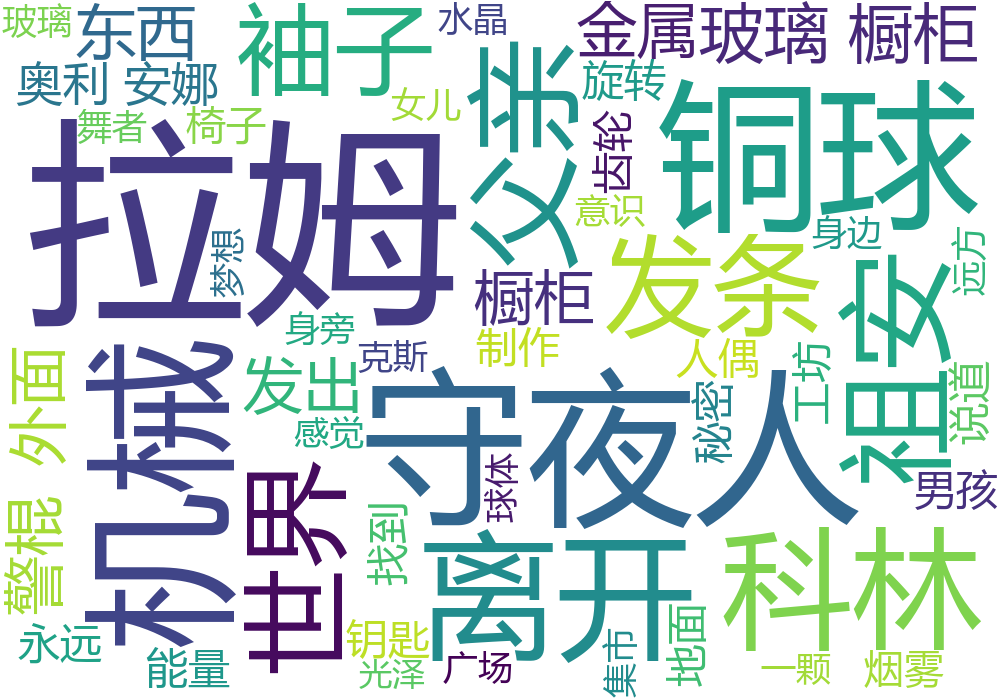 玻璃
东西
袖子
水晶
金属玻璃
橱柜
奥利
安娜
舞者
椅子
女儿
父亲
旋转
齿轮
铜球
拉姆
意识
身边
梦想
发条
祖安
远方
身旁
橱柜
克斯
制作
人偶
工坊
外面
机械
发出
感觉
守夜人
秘密
说道
世界
球体
男孩
警棍
找到
离开
科林
永远
能量
钥匙
光泽
广场
集市
地面
一颗
烟雾